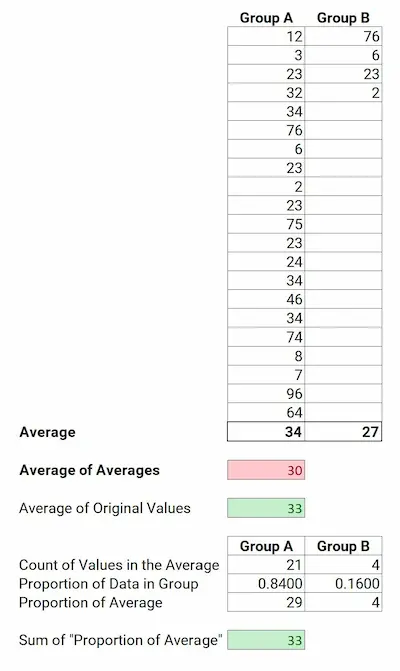 Group A Group B
12 76
3 6
23 23
32 2
34
76
6
23
2
23
75
23
24
34
46
34
74
8
7
96
64
Average 34 27
Average of Averages 30
Average of Original Values 33
Group A Group B
Count of Values in the Average 21 4
Proportion of Data in Group 0.8400 0.1600
Proportion of Average 29 4
Sum of "Proportion of Average" 33